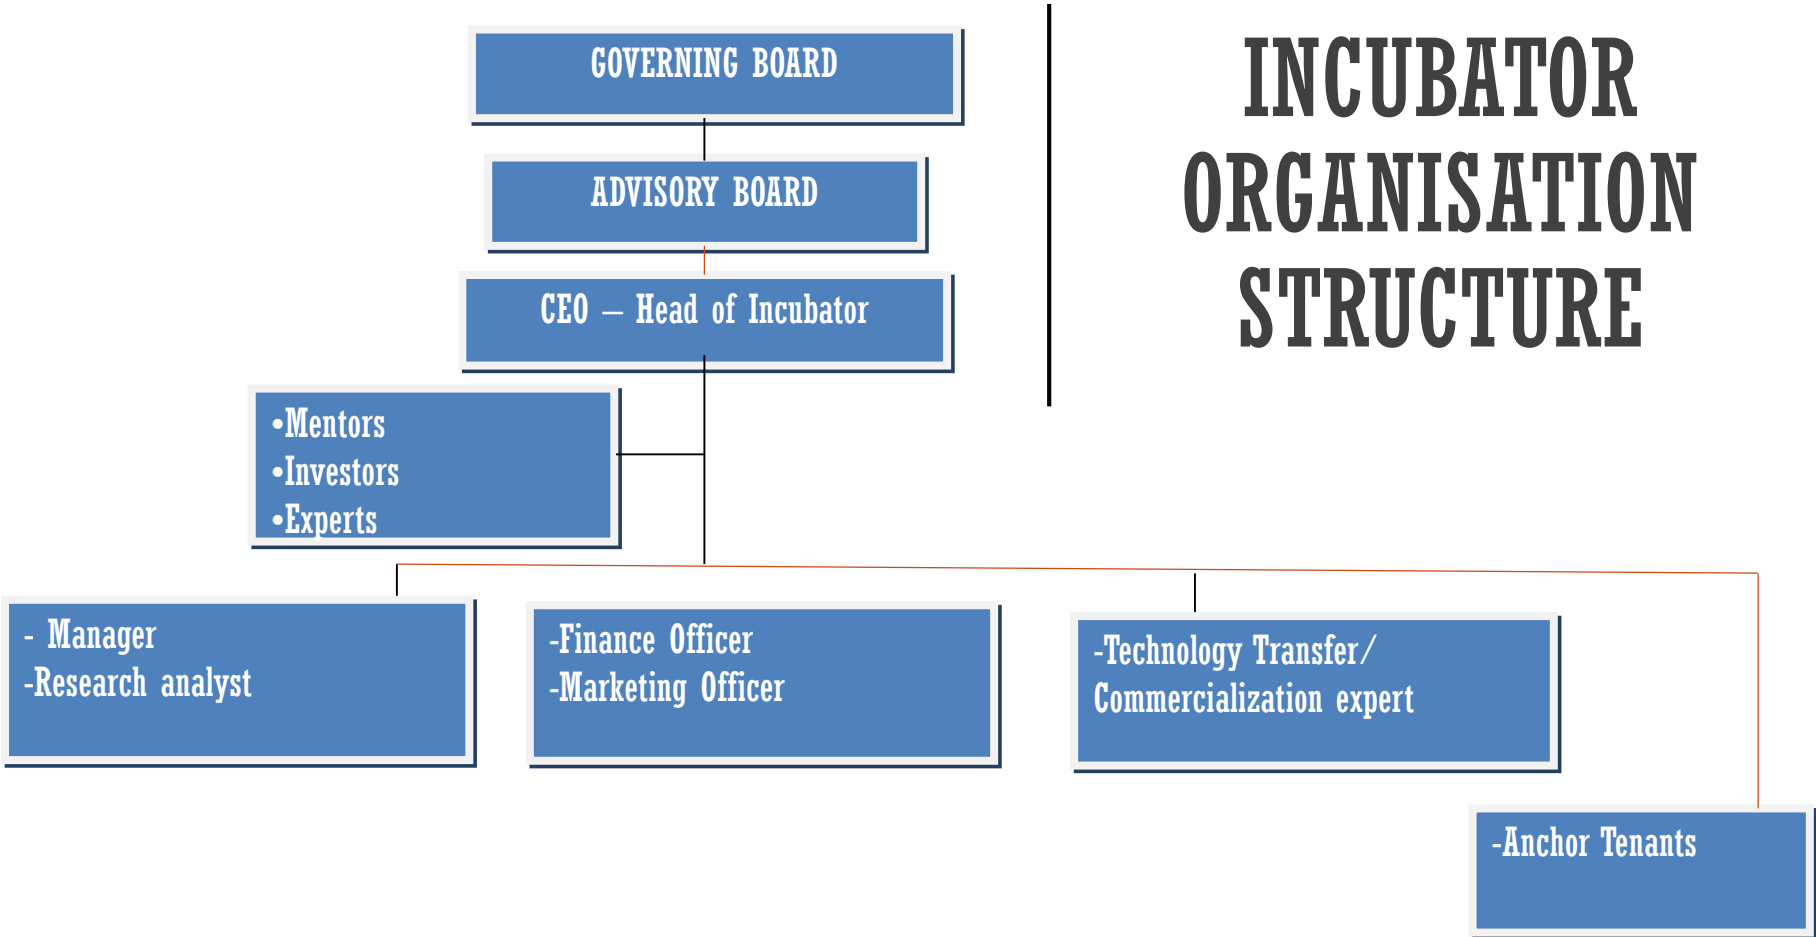 INCUBATOR
ORGANISATION
STRUCTURE
GOVERNING BOARD
ADVISORY BOARD
CEO – Head of Incubator
•Mentors
•Investors
•Experts
- Manager
-Research analyst
-Finance Officer
-Marketing Officer
-Technology Transfer/
Commercialization expert
-Anchor Tenants